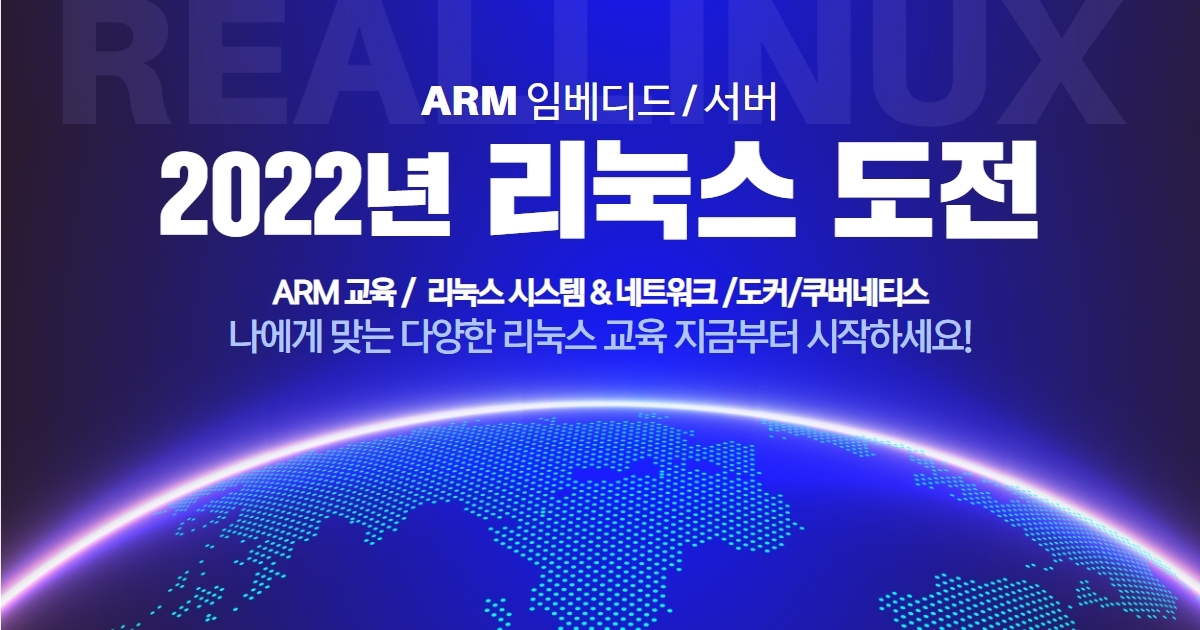 REALLINUX
ARM 임베디드 / 서버
2022년 리눅스 도전
ARM 교육 / 리눅스 시스템 & 네트워크 /도커/쿠버네티스
나에게 맞는 다양한 리눅스 교육 지금부터 시작하세요!